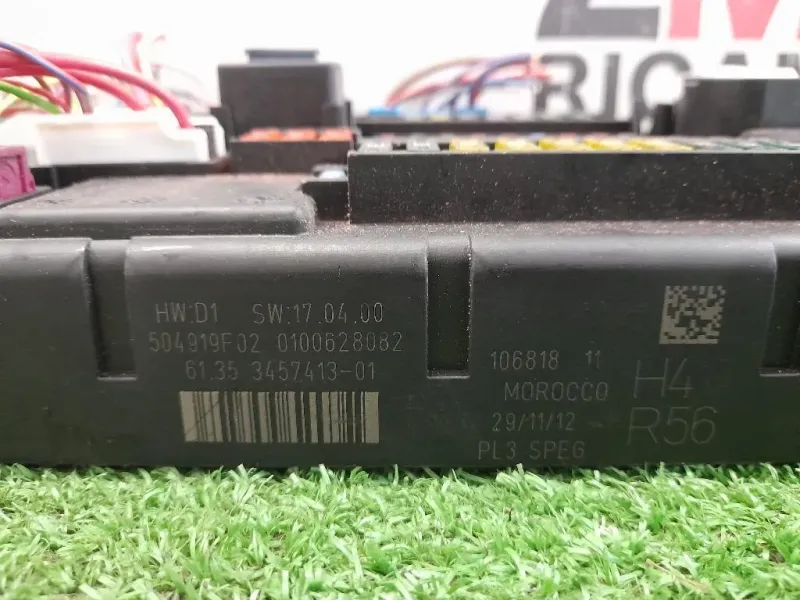 RICAM
HW:D1 SW:17.04.00
504919F02 0100628082
61.35 3457413-01
106818 11
MOROCCO
29/11/12
PL3 SPEG
H4
R56